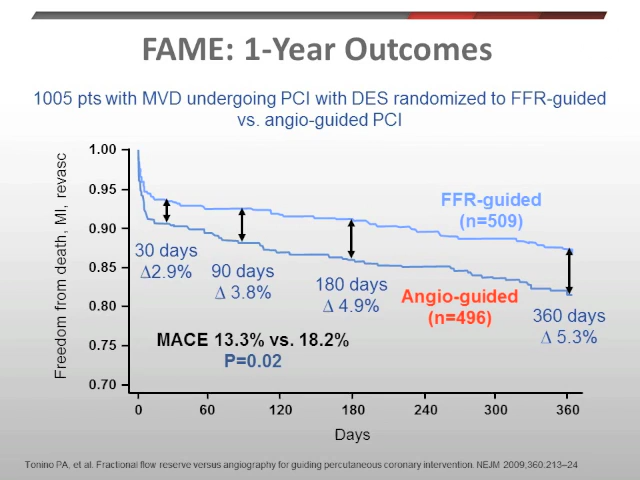 FAME: 1-Year Outcomes
1005 pts with MVD undergoing PCI with DES randomized to FFR-guided
vs. angio-guided PCI
Freedom from death, MI, revasc
1.00
0.95
0.90
0.85
0.80
0.75
0.70
FFR-guided
(n=509)
30 days
Δ2.9%
90 days
Δ 3.8%
180 days
Δ 4.9%
Angio-guided
(n=496)
360 days
Δ 5.3%
MACE 13.3% vs. 18.2%
P=0.02
0 60 120 180 240 300 360
Days
Tonino PA, et al. Fractional flow reserve versus angiography for guiding percutaneous coronary intervention. NEJM 2009;360:213–24